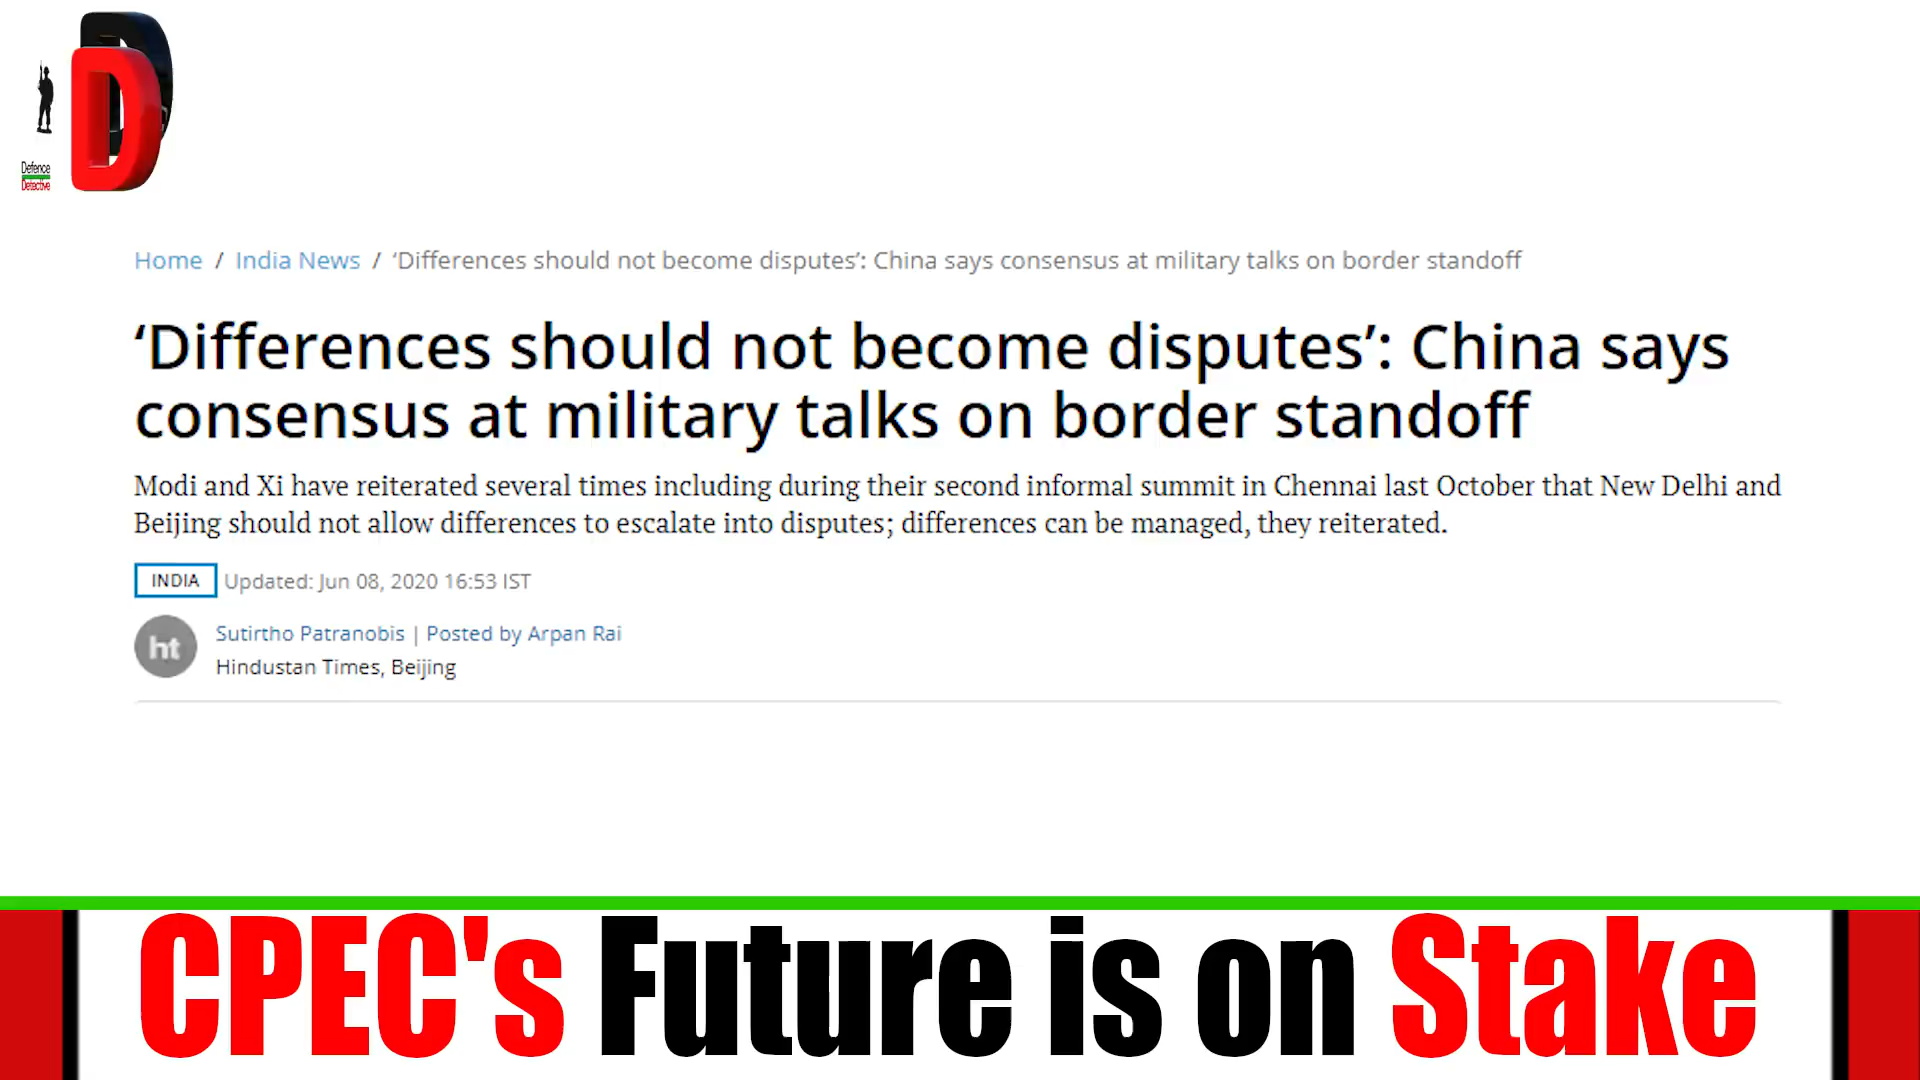 D
D
Defence
Detective
Home / India News / ‘Differences should not become disputes’: China says consensus at military talks on border standoff
‘Differences should not become disputes’: China says
consensus at military talks on border standoff
Modi and Xi have reiterated several times including during their second informal summit in Chennai last October that New Delhi and
Beijing should not allow differences to escalate into disputes; differences can be managed, they reiterated.
INDIA Updated: Jun 08, 2020 16:53 IST
ht
Sutirtho Patranobis | Posted by Arpan Rai
Hindustan Times, Beijing
CPEC's Future is on Stake